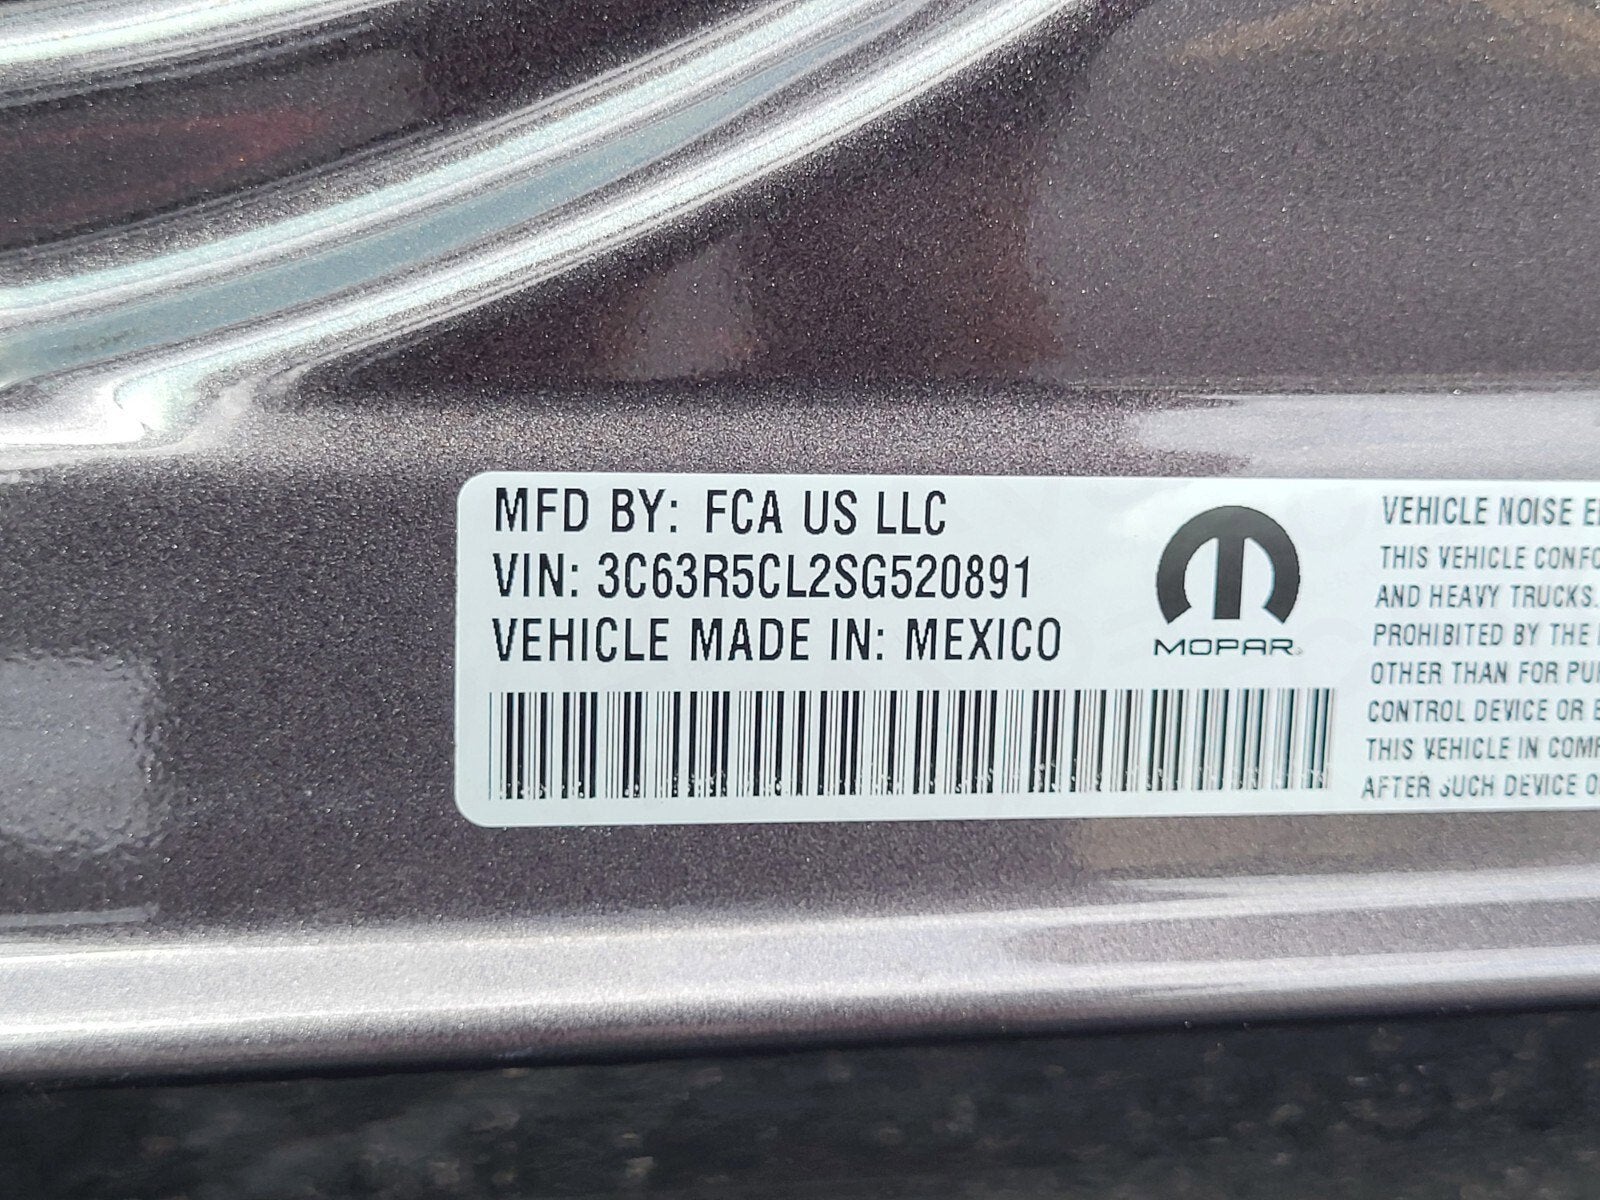 MFD BY: FCA US LLC
VIN: 3C63R5CL2SG520891
VEHICLE MADE IN: MEXICO
MOPAR
VEHICLE NOISE
THIS VEHICLE
AND HEAVY TRUCKS.
PROHIBITED BY THE
OTHER THAN FOR
CONTROL DEVICE OR
THIS VEHICLE IN
AFTER SUCH DEVICE